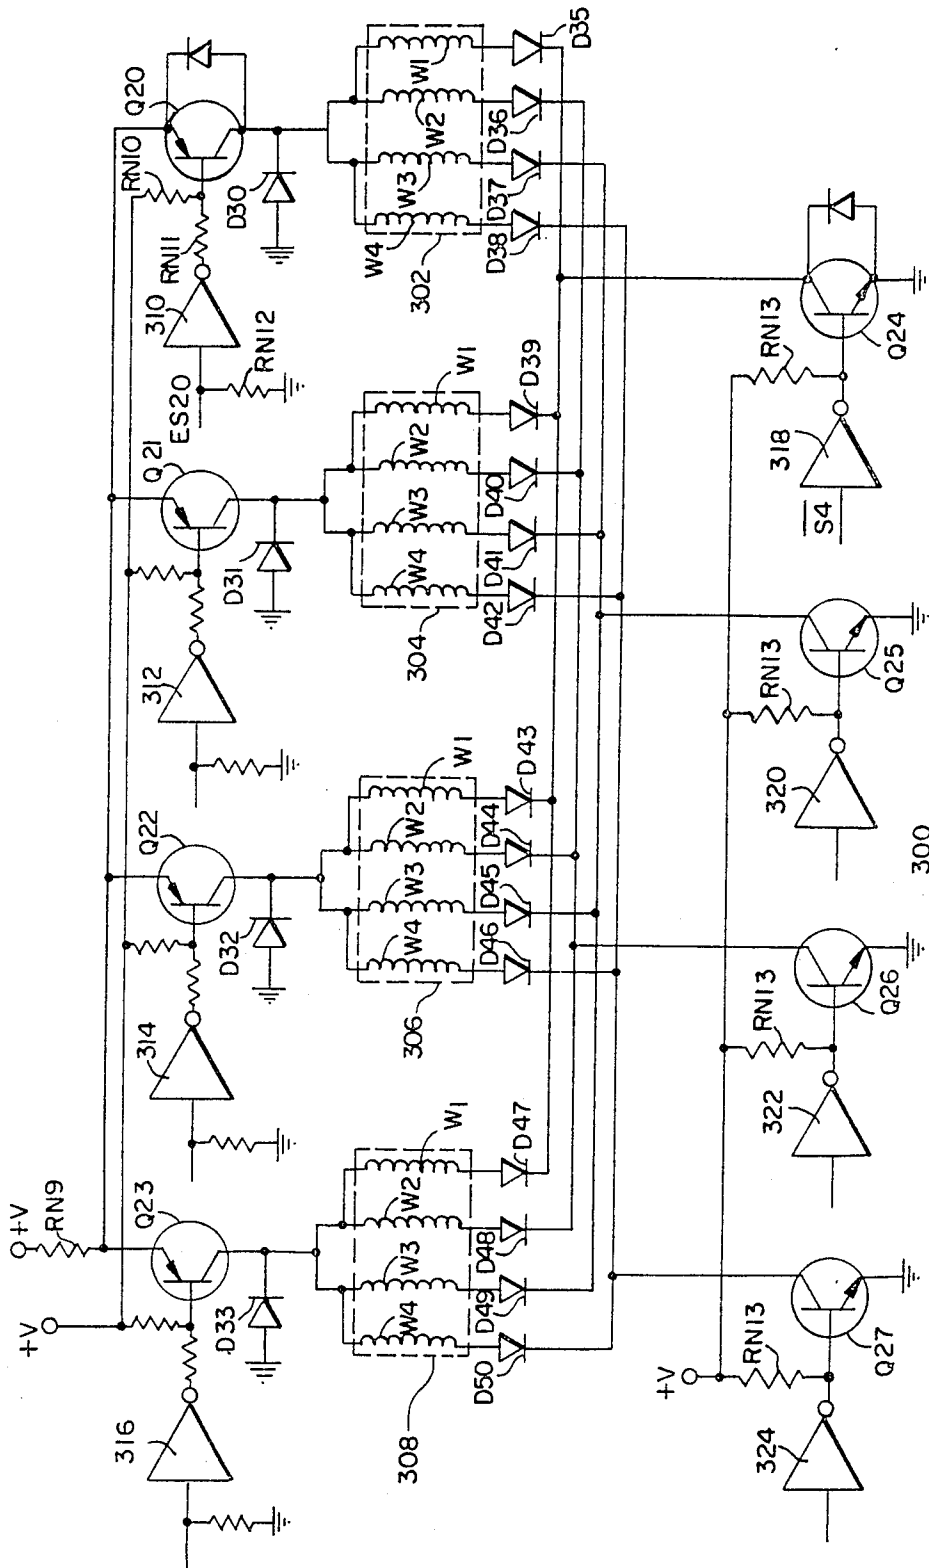 +V
+V
RN9
Q23
Q22
Q21
Q20
RN10
RN11
316
314
312
310
ES20
RN12
D33
D32
D31
D30
W4
W3
W2
W1
308
W4
W3
W2
W1
306
W4
W3
W2
W1
304
W4
W3
W2
W1
302
D50
D49
D48
D47
D46
D45
D44
D43
D42
D41
D40
D39
D38
D37
D36
D35
+V
RN13
RN13
RN13
RN13
324
322
320
318
S4
Q27
Q26
Q25
Q24
300